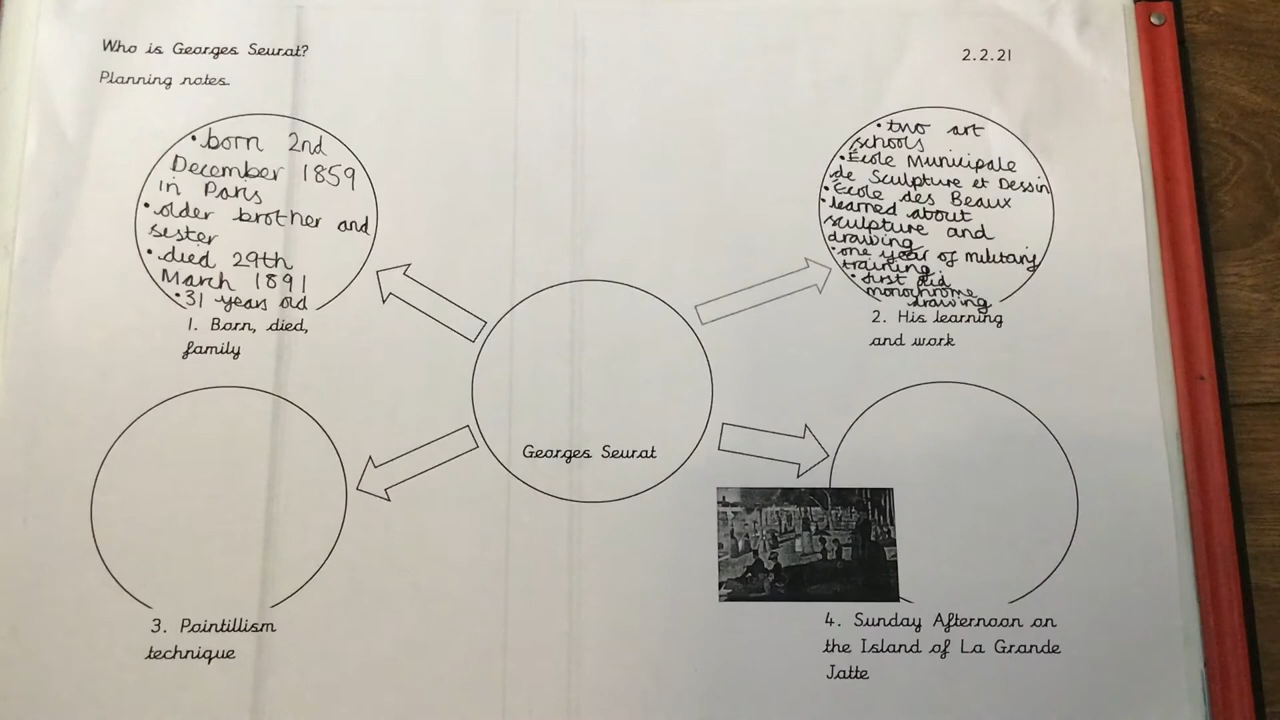 Who is Georges Seurat?
2.2.21
Planning notes.
•born 2nd
December 1859
in Paris
•older brother and
sister
•died 29th
March 1891
•31 years old
1. Born, died,
family
•two art
schools
•École Municipale
de Sculpture et Dessin
•École des Beaux
•learned about
sculpture and
drawing
•one year of military
training.
•first did
monochrome
drawing
2. His learning
and work
Georges Seurat
3. Pointillism
technique
4. Sunday Afternoon on
the Island of La Grande
Jatte